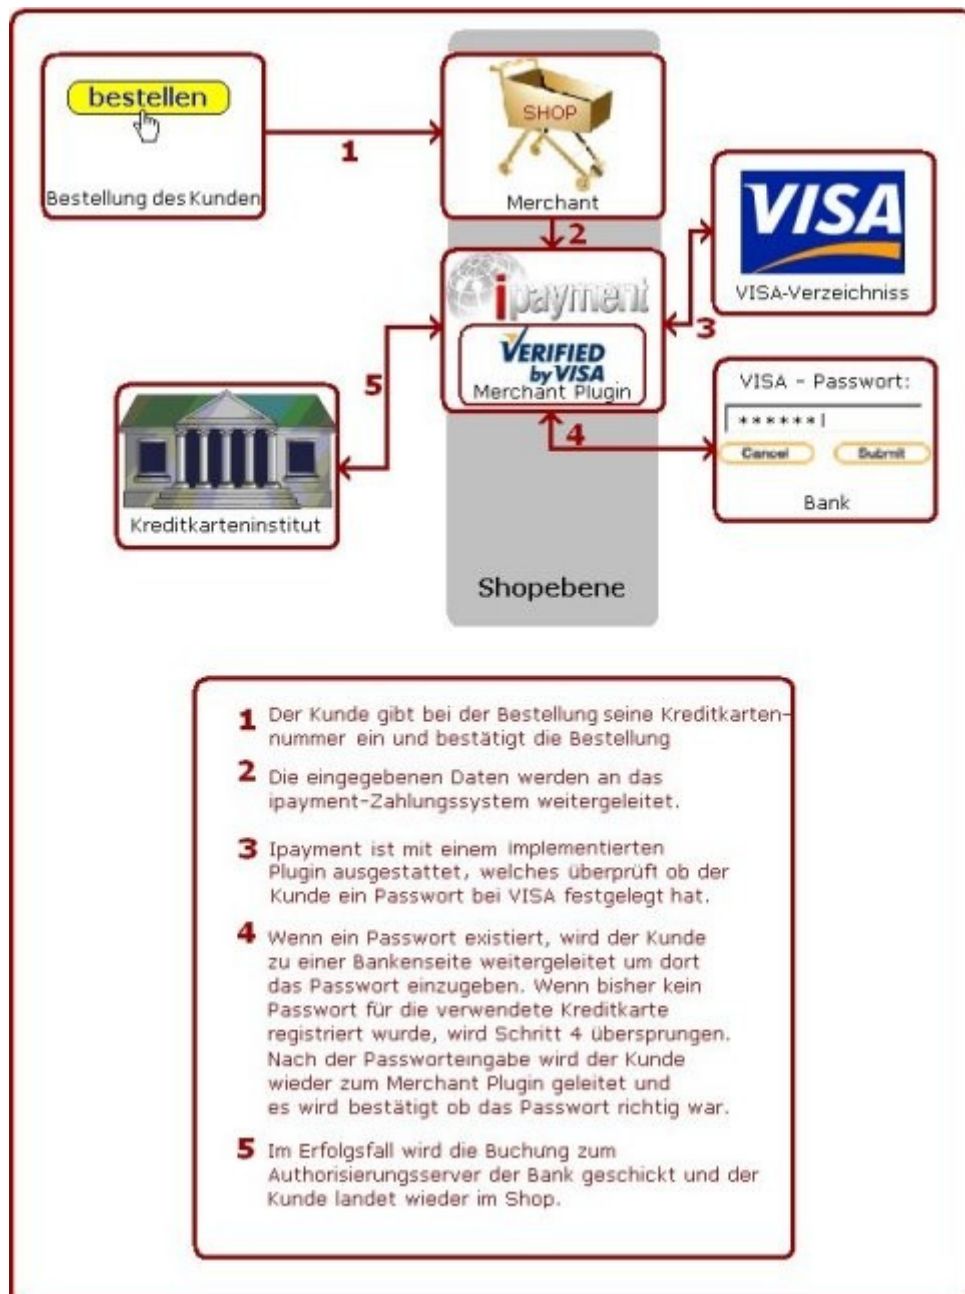 bestellen
Bestellung des Kunden
1
SHOP
Merchant
2
VISA
VISA-Verzeichniss
3
ipayment
VERIFIED
by VISA
Merchant Plugin
4
5
Kreditkarteninstitut
VISA - Passwort:
******|
Cancel Submit
Bank
Shopebene
1 Der Kunde gibt bei der Bestellung seine Kreditkarten-
nummer ein und bestätigt die Bestellung
2 Die eingegebenen Daten werden an das
ipayment-Zahlungssystem weitergeleitet.
3 Ipayment ist mit einem implementierten
Plugin ausgestattet, welches überprüft ob der
Kunde ein Passwort bei VISA festgelegt hat.
4 Wenn ein Passwort existiert, wird der Kunde
zu einer Bankenseite weitergeleitet um dort
das Passwort einzugeben. Wenn bisher kein
Passwort für die verwendete Kreditkarte
registriert wurde, wird Schritt 4 übersprungen.
Nach der Passworteingabe wird der Kunde
wieder zum Merchant Plugin geleitet und
es wird bestätigt ob das Passwort richtig war.
5 Im Erfolgsfall wird die Buchung zum
Authorisierungsserver der Bank geschickt und der
Kunde landet wieder im Shop.